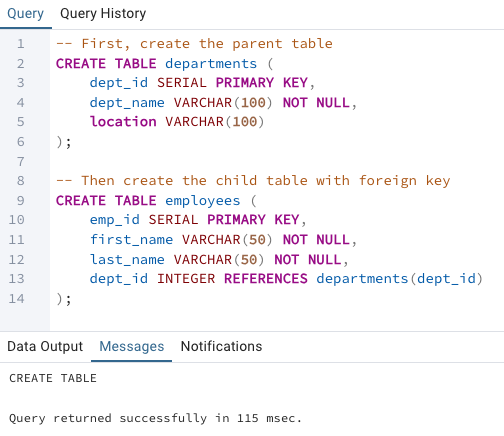 Query Query History
1 -- First, create the parent table
2 CREATE TABLE departments (
3     dept_id SERIAL PRIMARY KEY,
4     dept_name VARCHAR(100) NOT NULL,
5     location VARCHAR(100)
6 );
7
8 -- Then create the child table with foreign key
9 CREATE TABLE employees (
10     emp_id SERIAL PRIMARY KEY,
11     first_name VARCHAR(50) NOT NULL,
12     last_name VARCHAR(50) NOT NULL,
13     dept_id INTEGER REFERENCES departments(dept_id)
14 );
Data Output Messages Notifications
CREATE TABLE
Query returned successfully in 115 msec.